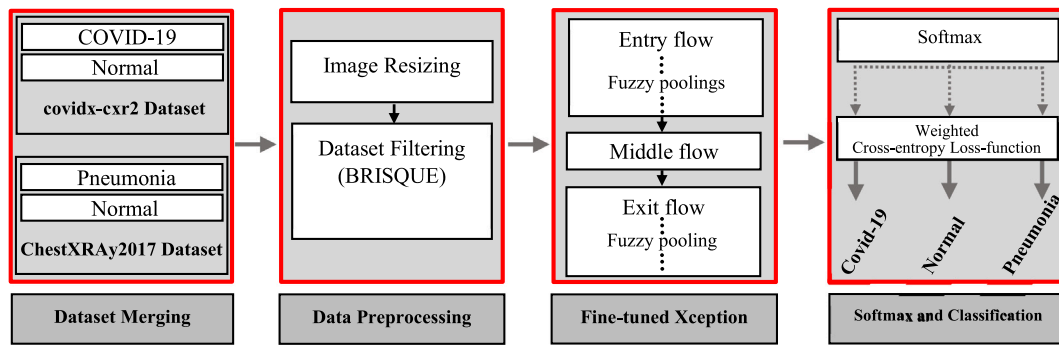 COVID-19
Normal
covidx-cxr2 Dataset
Pneumonia
Normal
ChestXRAy2017 Dataset
Dataset Merging
Image Resizing
Dataset Filtering
(BRISQUE)
Data Preprocessing
Entry flow
Fuzzy poolings
Middle flow
Exit flow
Fuzzy pooling
Fine-tuned Xception
Softmax
Weighted
Cross-entropy Loss-function
Covid-19
Normal
Pneumonia
Softmax and Classification